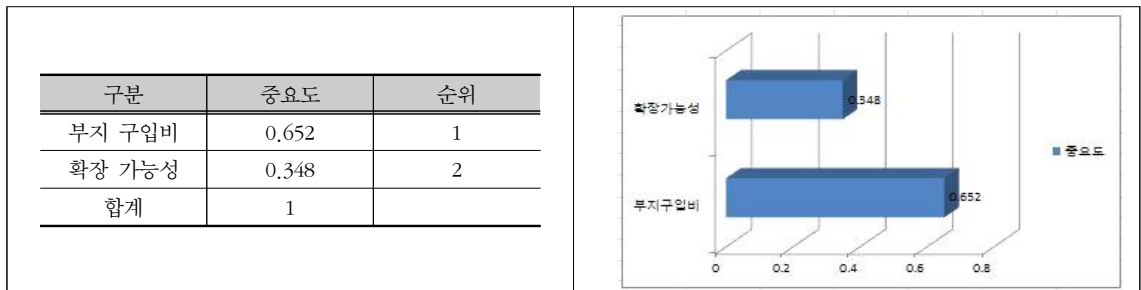 구분 중요도 순위
부지 구입비 0.652 1
확장 가능성 0.348 2
합계 1
확장가능성 0.348
중요도
부지구입비 0.652
0 0.2 0.4 0.6 0.8